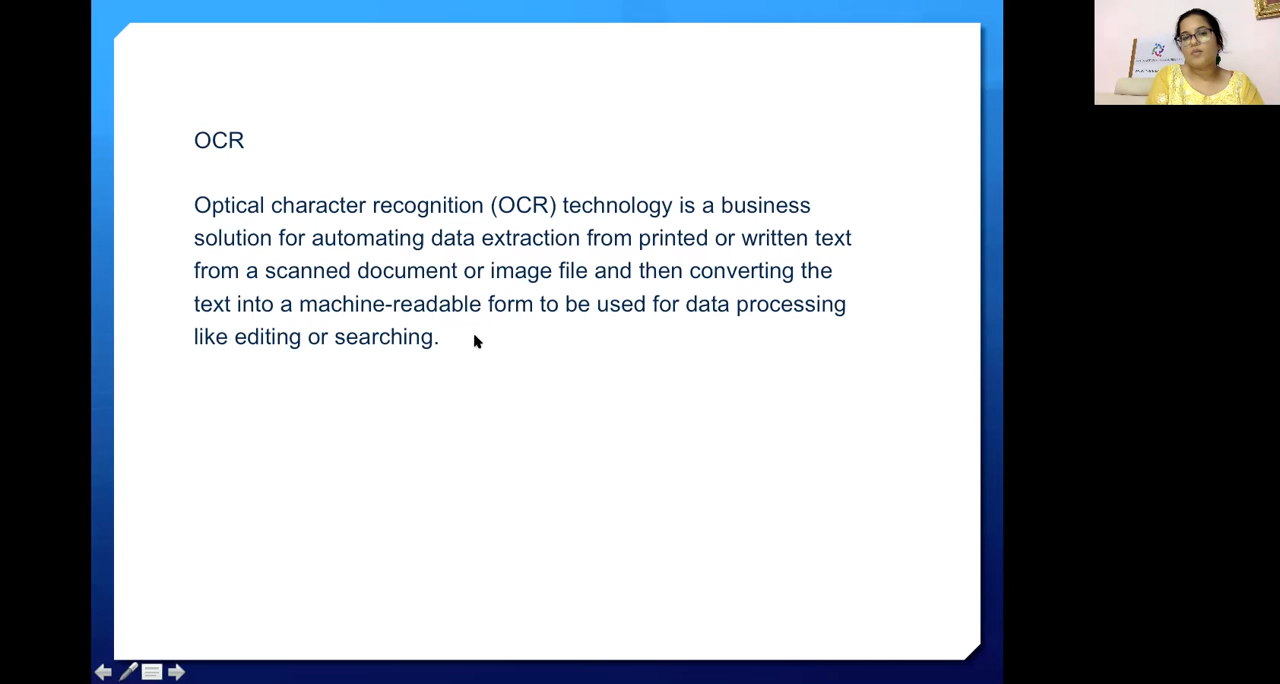 OCR
Optical character recognition (OCR) technology is a business
solution for automating data extraction from printed or written text
from a scanned document or image file and then converting the
text into a machine-readable form to be used for data processing
like editing or searching.